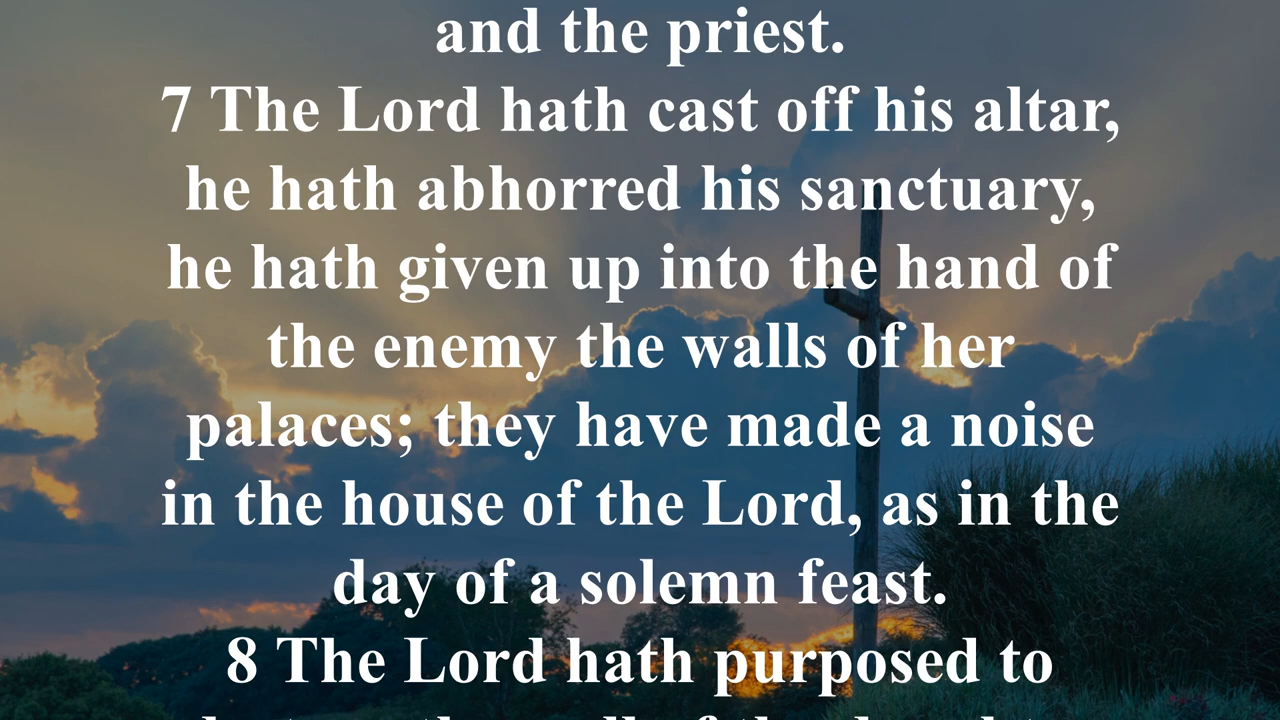 and the priest.
7 The Lord hath cast off his altar,
he hath abhorred his sanctuary,
he hath given up into the hand of
the enemy the walls of her
palaces; they have made a noise
in the house of the Lord, as in the
day of a solemn feast.
8 The Lord hath purposed to